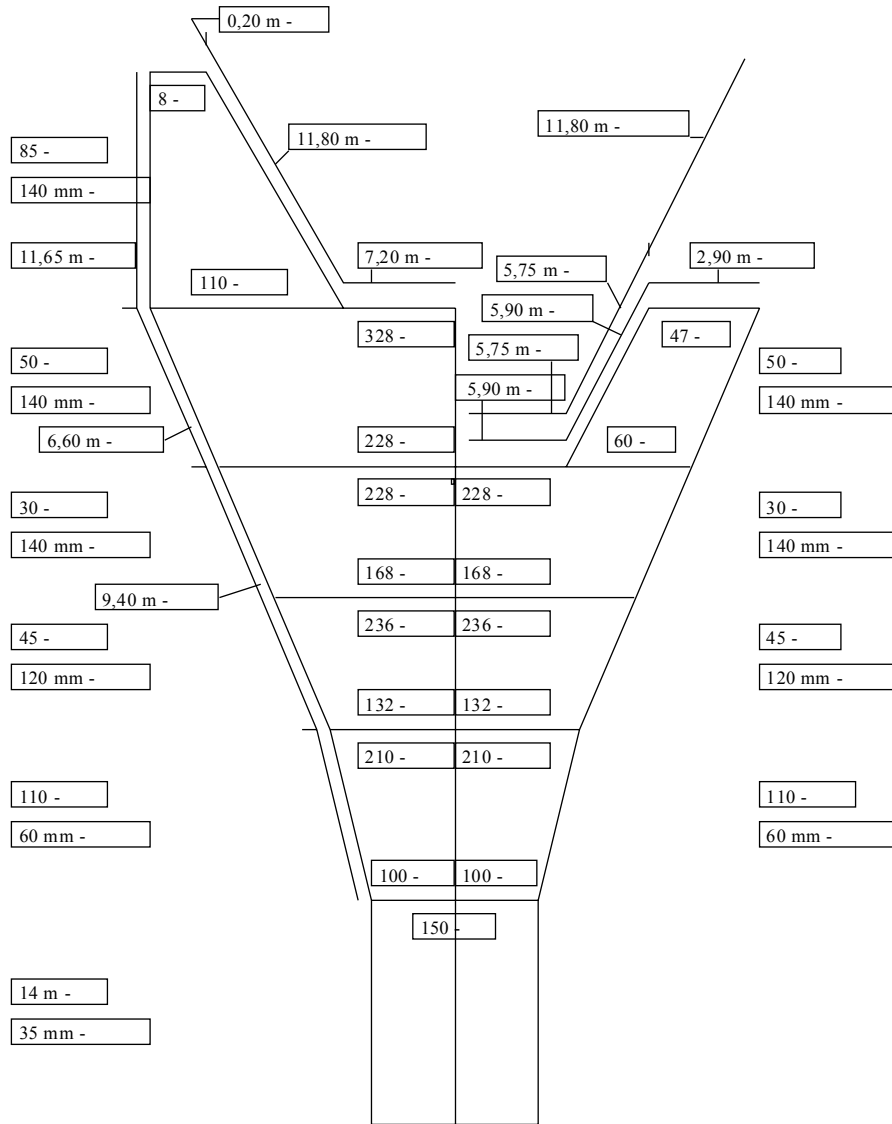 0,20 m -
8 -
11,80 m -
11,80 m -
85 -
140 mm -
11,65 m -
7,20 m -
5,75 m -
2,90 m -
110 -
5,90 m -
328 -
5,75 m -
47 -
50 -
50 -
140 mm -
5,90 m -
140 mm -
6,60 m -
228 -
60 -
30 -
228 -
228 -
30 -
140 mm -
140 mm -
9,40 m -
168 -
168 -
45 -
236 -
236 -
45 -
120 mm -
120 mm -
132 -
132 -
210 -
210 -
110 -
110 -
60 mm -
60 mm -
100 -
100 -
150 -
14 m -
35 mm -